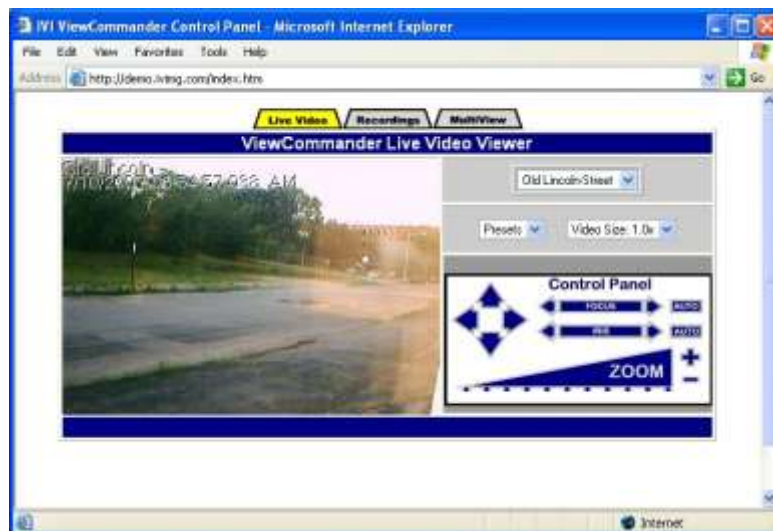 IVI ViewCommander Control Panel - Microsoft Internet Explorer
File Edit View Favorites Tools Help
Address http://demo.iving.com/index.htm Go
Live Video Recordings MultiView
ViewCommander Live Video Viewer
Old Lincoln-Street
Presets Video Size: 1.0x
Control Panel
FOCUS AUTO
IRIS AUTO
ZOOM + −
Internet